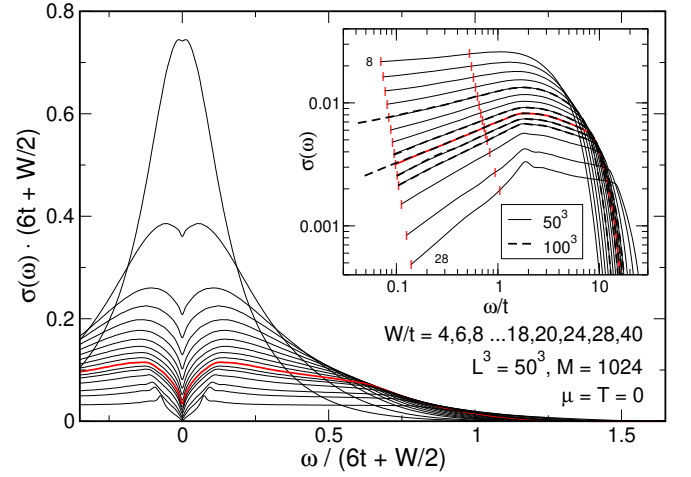 σ(ω) · (6t + W/2)
0.8
0.6
0.4
0.2
0
0
0.5
1
1.5
ω / (6t + W/2)
σ(ω)
0.01
0.001
0.1
1
10
ω/t
8
28
50³
100³
W/t = 4,6,8 ...18,20,24,28,40
L³ = 50³, M = 1024
μ = T = 0